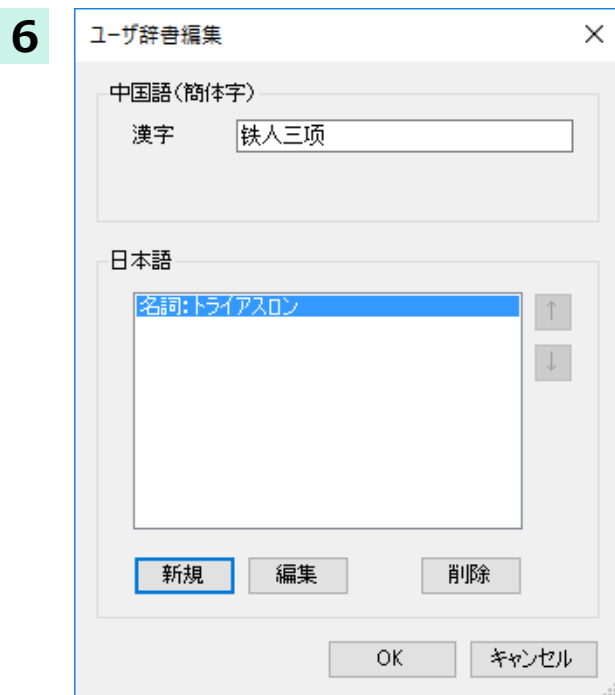 6
ユーザ辞書編集
中国語(簡体字)
漢字 铁人三项
日本語
名詞:トライアスロン
↑
↓
新規 編集 削除
OK キャンセル